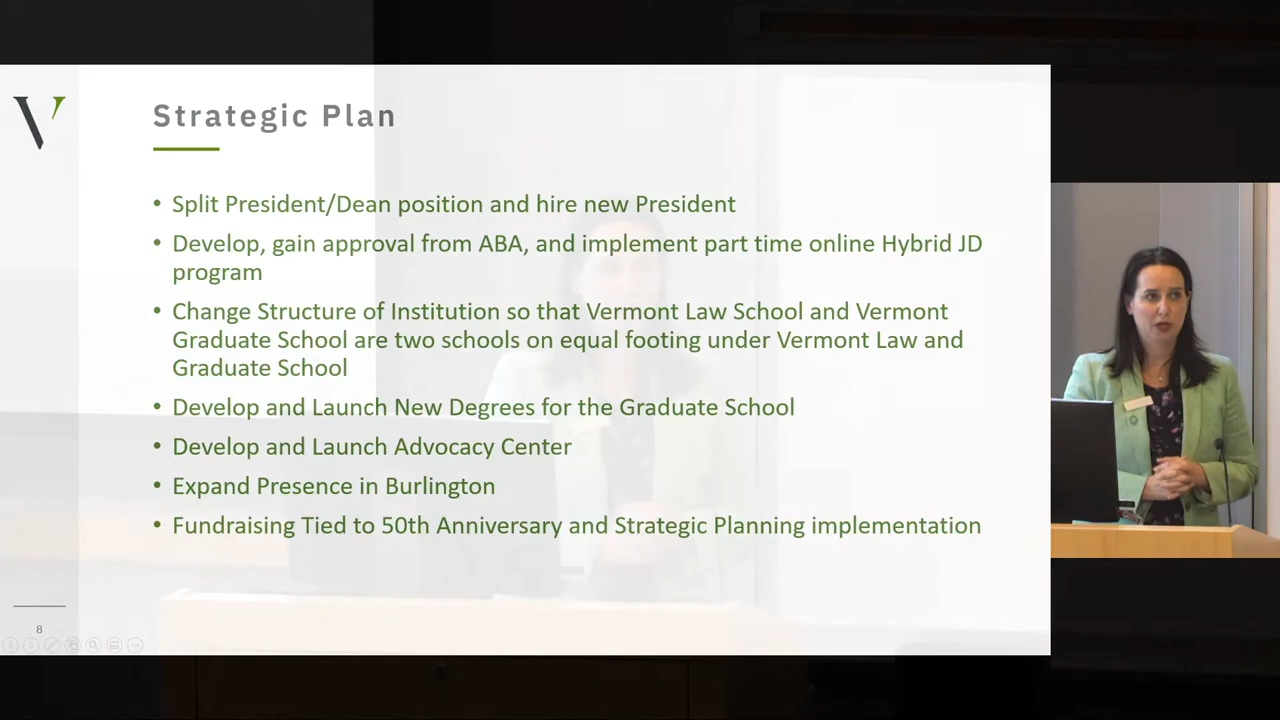 Strategic Plan
• Split President/Dean position and hire new President
• Develop, gain approval from ABA, and implement part time online Hybrid JD
program
• Change Structure of Institution so that Vermont Law School and Vermont
Graduate School are two schools on equal footing under Vermont Law and
Graduate School
• Develop and Launch New Degrees for the Graduate School
• Develop and Launch Advocacy Center
• Expand Presence in Burlington
• Fundraising Tied to 50th Anniversary and Strategic Planning implementation
8